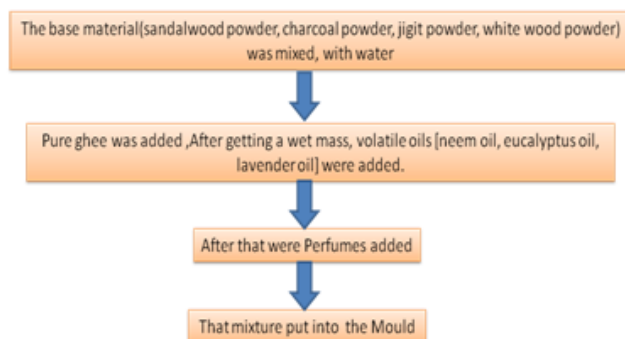 The base material(sandalwood powder, charcoal powder, jigit powder, white wood powder)
was mixed, with water
Pure ghee was added ,After getting a wet mass, volatile oils [neem oil, eucalyptus oil,
lavender oil] were added.
After that were Perfumes added
That mixture put into the Mould